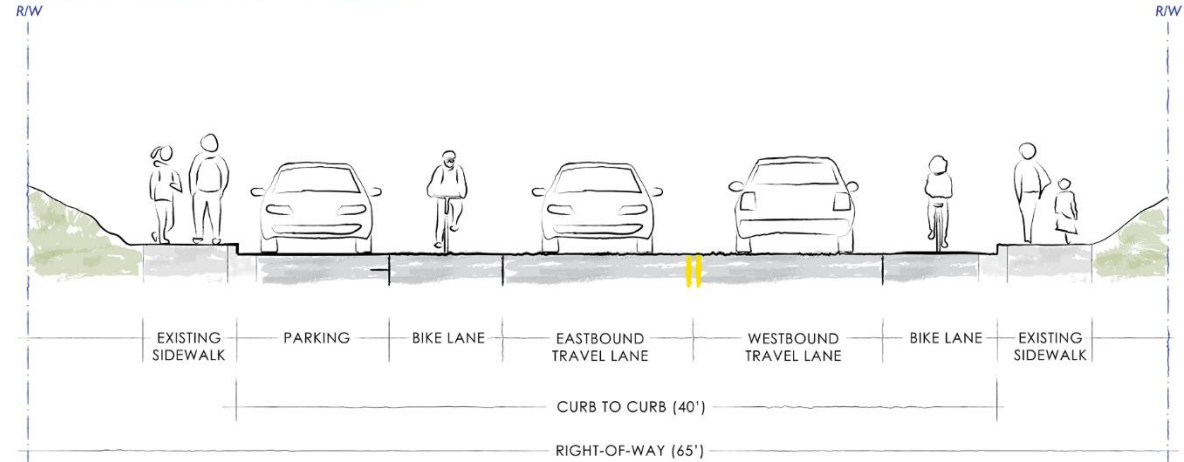 R/W
R/W
EXISTING
SIDEWALK
PARKING
BIKE LANE
EASTBOUND
TRAVEL LANE
WESTBOUND
TRAVEL LANE
BIKE LANE
EXISTING
SIDEWALK
CURB TO CURB (40')
RIGHT-OF-WAY (65')